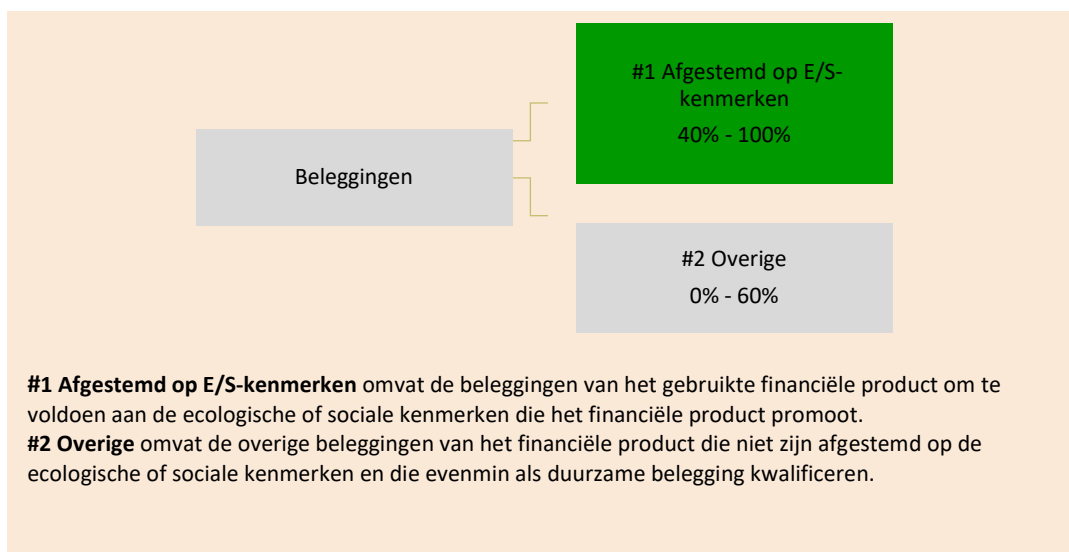 #1 Afgestemd op E/S-
kenmerken
40% - 100%
Beleggingen
#2 Overige
0% - 60%
#1 Afgestemd op E/S-kenmerken omvat de beleggingen van het gebruikte financiële product om te
voldoen aan de ecologische of sociale kenmerken die het financiële product promoot.
#2 Overige omvat de overige beleggingen van het financiële product die niet zijn afgestemd op de
ecologische of sociale kenmerken en die evenmin als duurzame belegging kwalificeren.